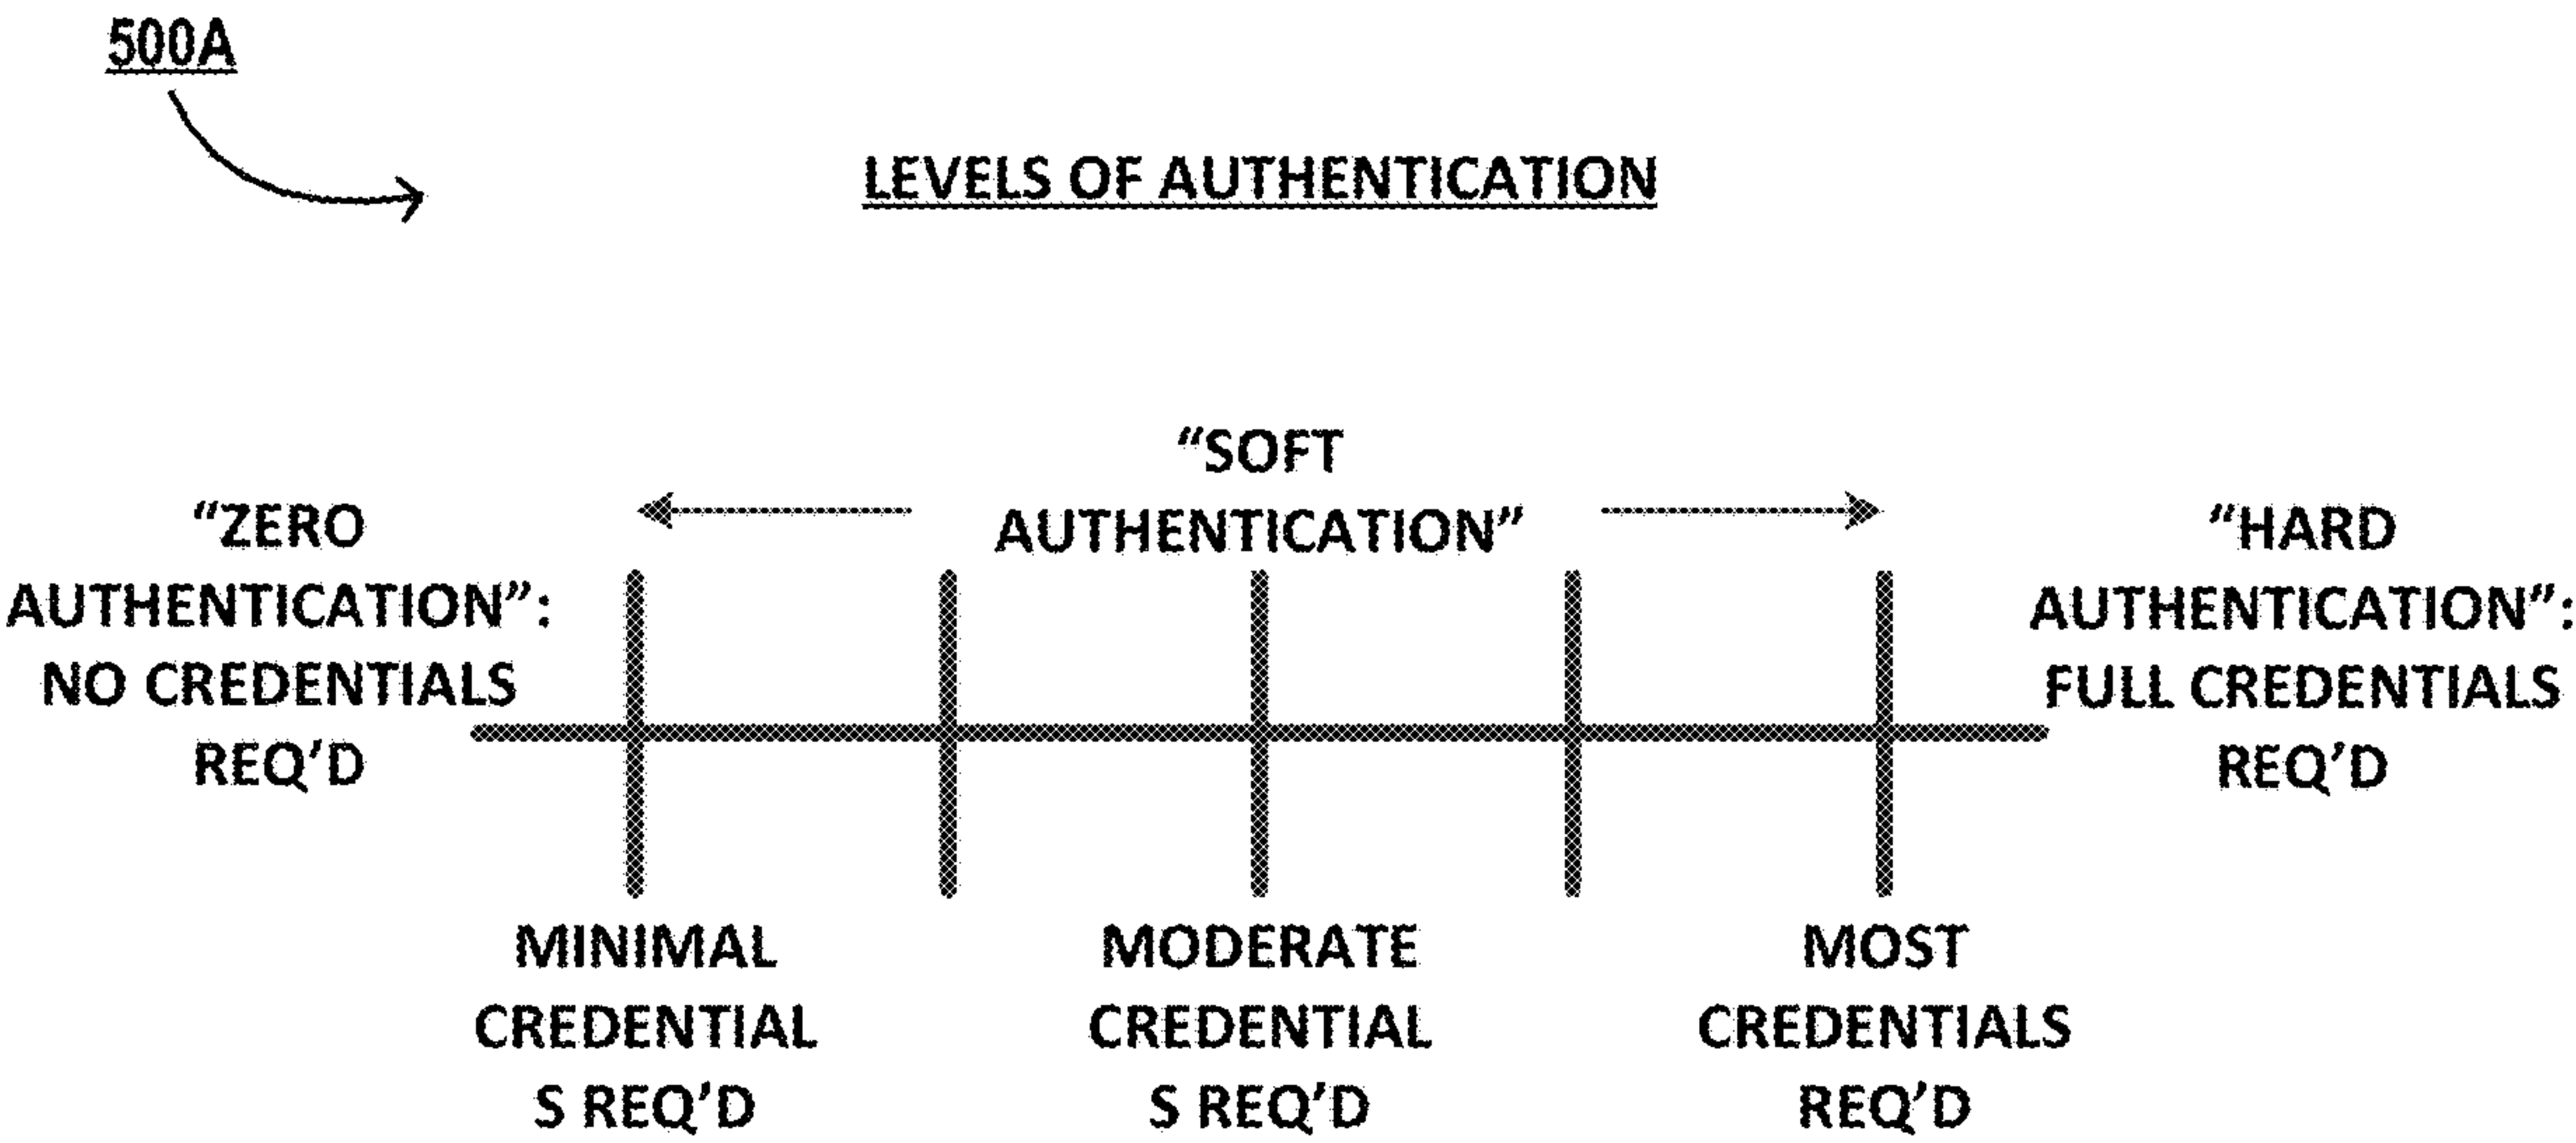 500A
LEVELS OF AUTHENTICATION
“ZERO
AUTHENTICATION”:
NO CREDENTIALS
REQ’D
“SOFT
AUTHENTICATION”
“HARD
AUTHENTICATION”:
FULL CREDENTIALS
REQ’D
MINIMAL
CREDENTIAL
S REQ’D
MODERATE
CREDENTIAL
S REQ’D
MOST
CREDENTIALS
REQ’D